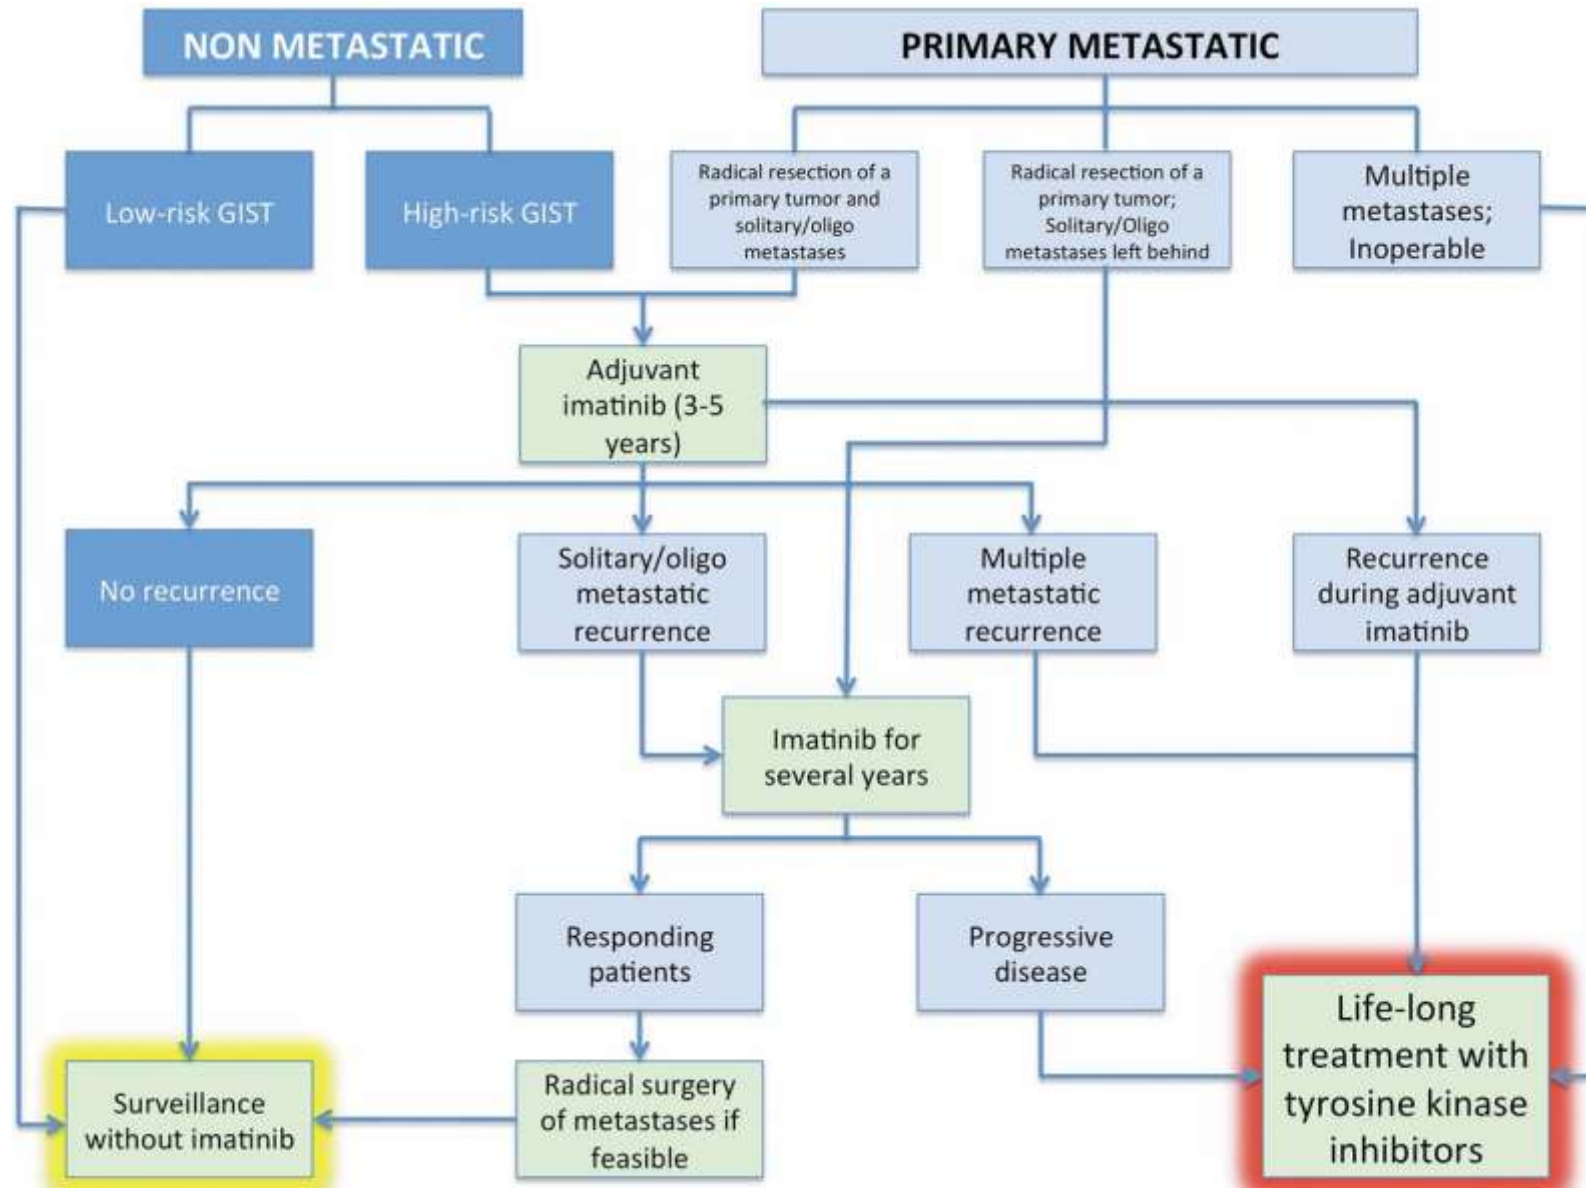 NON METASTATIC
PRIMARY METASTATIC
Low-risk GIST
High-risk GIST
Radical resection of a
primary tumor and
solitary/oligo
metastases
Radical resection of a
primary tumor;
Solitary/Oligo
metastases left behind
Multiple
metastases;
Inoperable
Adjuvant
imatinib (3-5
years)
No recurrence
Solitary/oligo
metastatic
recurrence
Multiple
metastatic
recurrence
Recurrence
during adjuvant
imatinib
Imatinib for
several years
Responding
patients
Progressive
disease
Surveillance
without imatinib
Radical surgery
of metastases if
feasible
Life-long
treatment with
tyrosine kinase
inhibitors